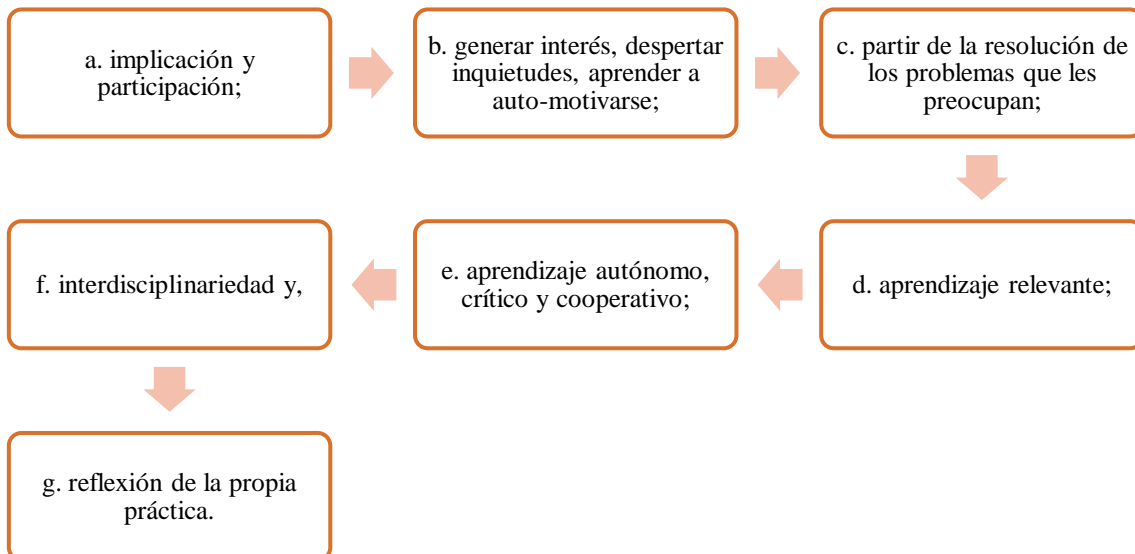 a. implicación y
participación;
b. generar interés, despertar
inquietudes, aprender a
auto-motivarse;
c. partir de la resolución de
los problemas que les
preocupan;
d. aprendizaje relevante;
e. aprendizaje autónomo,
crítico y cooperativo;
f. interdisciplinariedad y,
g. reflexión de la propia
práctica.